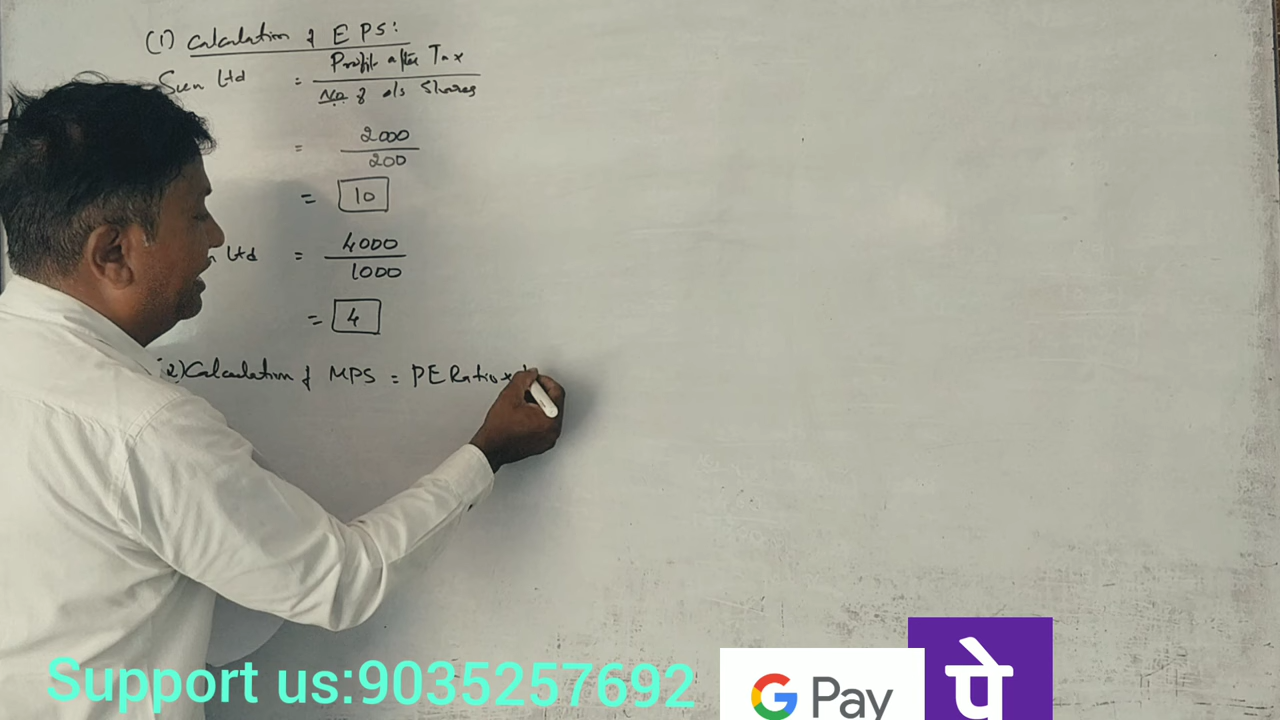 (1) Calculation of EPS:
Sun Ltd = Profit after Tax
No of o/s Shares
= 2000
200
= 10
Ltd = 4000
1000
= 4
(2) Calculation of MPS = PE Ratio ×
Support us:9035257692
G Pay
पे